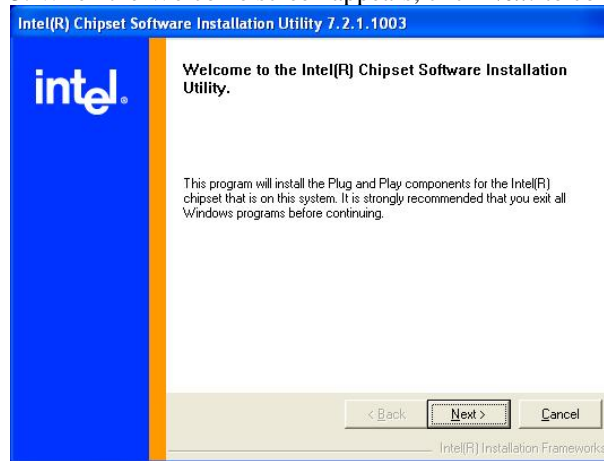 Intel(R) Chipset Software Installation Utility 7.2.1.1003
intel®
Welcome to the Intel(R) Chipset Software Installation
Utility.
This program will install the Plug and Play components for the Intel(R)
chipset that is on this system. It is strongly recommended that you exit all
Windows programs before continuing.
< Back
Next >
Cancel
Intel(R) Installation Frameworks